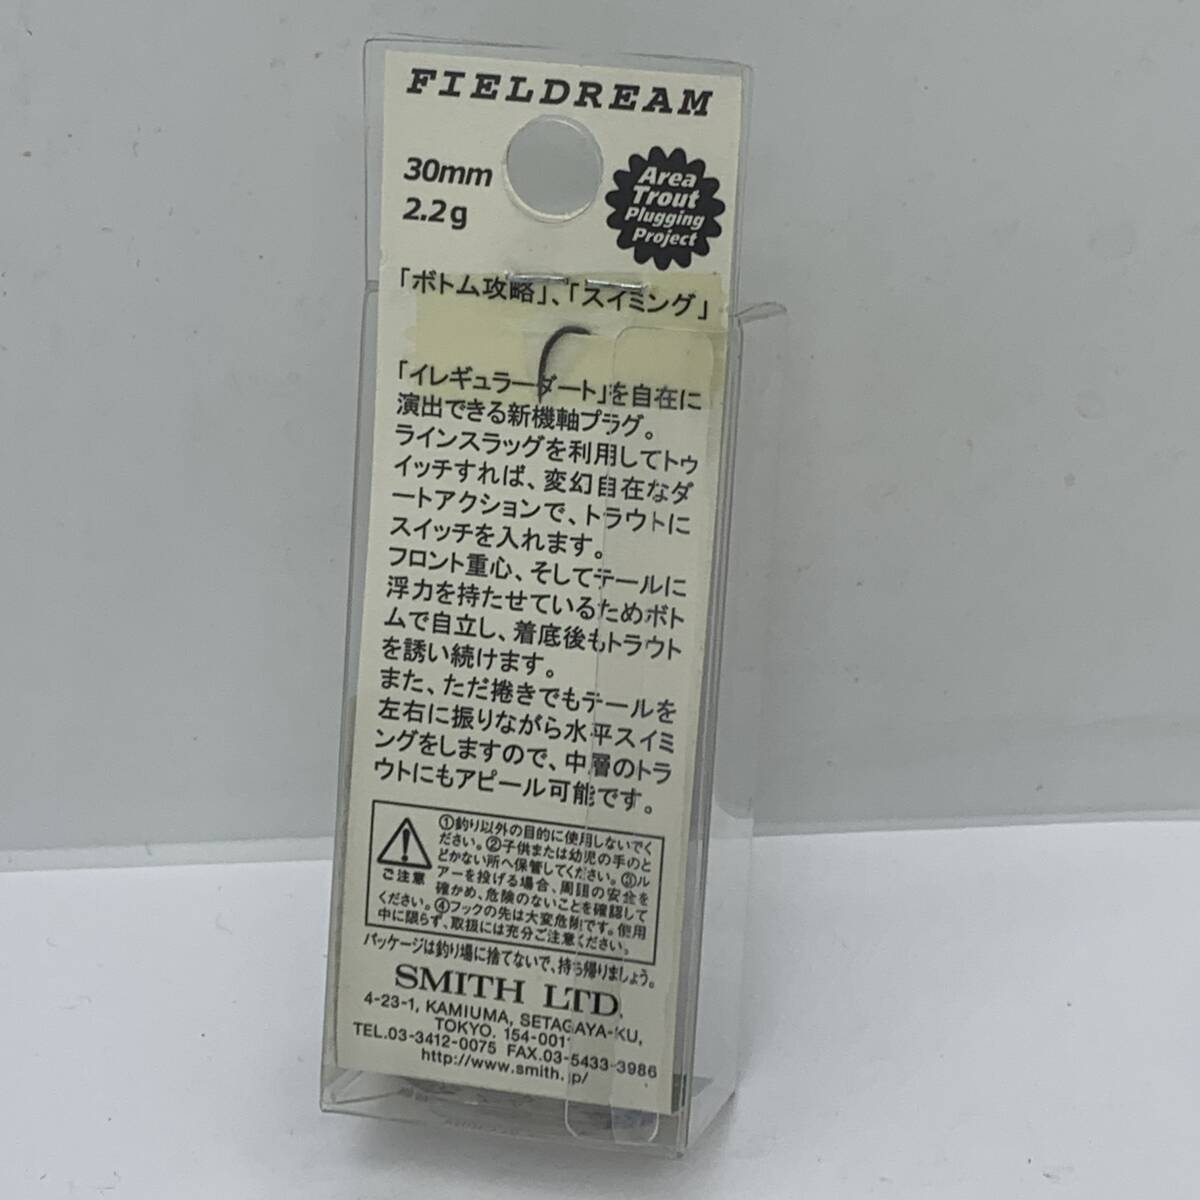 FIELDREAM
30mm
2.2g
Area
Trout
Plugging
Project
「ボトム攻略」、「スイミング」
「イレギュラーダート」を自在に
演出できる新機軸プラグ。
ラインスラッグを利用してトゥ
イッチすれば、変幻自在なダ
ートアクションで、トラウトに
スイッチを入れます。
フロント重心、そしてテールに
浮力を持たせているためボト
ムで自立し、着底後もトラウト
を誘い続けます。
また、ただ捲きでもテールを
左右に振りながら水平スイミ
ングをしますので、中層のトラ
ウトにもアピール可能です。
ご注意
①釣り以外の目的に使用しないでく
ださい。②子供または幼児の手のと
どかない所へ保管してください。③ル
アーを投げる場合、周囲の安全を
確かめ、危険のないことを確認して
ください。④フックの先は大変危険です。使用
中に限らず、取扱には充分ご注意ください。
パッケージは釣り場に捨てないで、持ち帰りましょう。
SMITH LTD.
4-23-1, KAMIUMA, SETAGAYA-KU,
TOKYO. 154-0011
TEL.03-3412-0075 FAX.03-5433-3986
http://www.smith.jp/